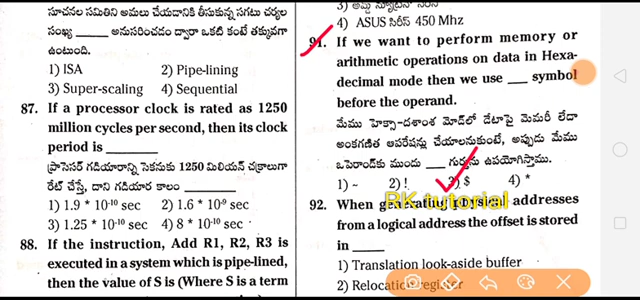 సూచనల సమితిని అమలు చేయడానికి తీసుకున్న సగటు చర్యల
సంఖ్య ______ అనుసరించడం ద్వారా ఒకటి కంటే తక్కువగా
ఉంటుంది.
1) ISA 2) Pipe-lining
3) Super-scaling 4) Sequential
87. If a processor clock is rated as 1250
million cycles per second, then its clock
period is ________
ప్రాసెసర్ గడియారాన్ని సెకనుకు 1250 మిలియన్ చక్రాలుగా
రేట్ చేస్తే, దాని గడియార కాలం ________
1) 1.9 * 10⁻¹⁰ sec 2) 1.6 * 10⁻⁹ sec
3) 1.25 * 10⁻¹⁰ sec 4) 8 * 10⁻¹⁰ sec
88. If the instruction, Add R1, R2, R3 is
executed in a system which is pipe-lined,
then the value of S is (Where S is a term
4) ASUS సిరీస్ 450 Mhz
91. If we want to perform memory or
arithmetic operations on data in Hexa-
decimal mode then we use ___ symbol
before the operand.
మేము హెక్సా-దశాంశ మోడ్‌లో డేటాపై మెమరీ లేదా
అంకగణిత ఆపరేషన్లు చేయాలనుకుంటే, అప్పుడు మేము
ఒపెరాండ్‌కు ముందు ___ గుర్తును ఉపయోగిస్తాము.
1) ~ 2) ! 3) $ 4) *
RK tutorial
92. When generating physical addresses
from a logical address the offset is stored
in _____
1) Translation look-aside buffer
2) Relocation register